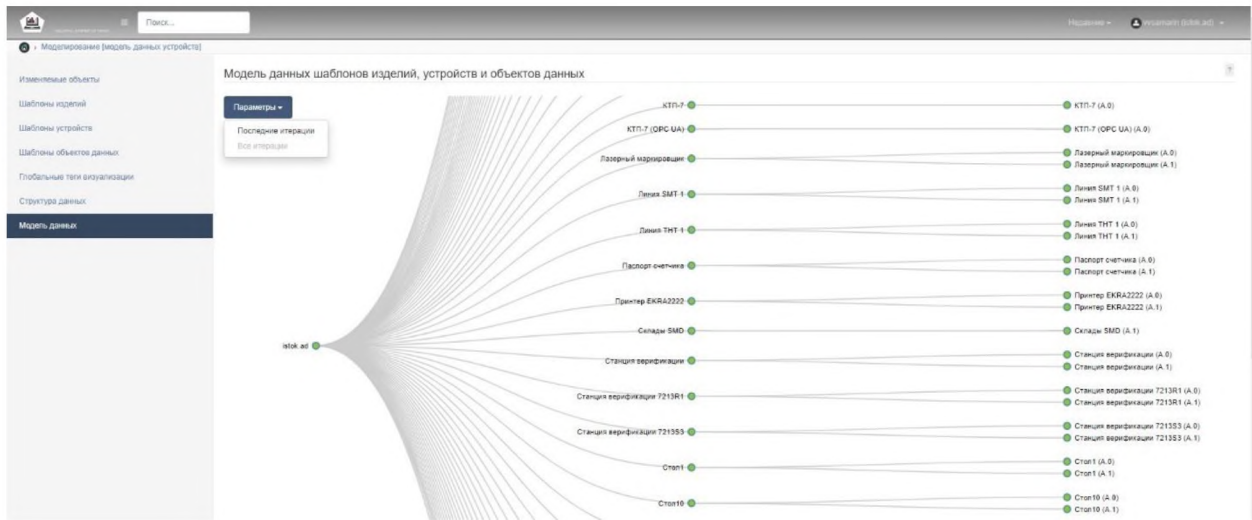 Поиск...
Недавние
Моделирование [модель данных устройств]
Изменяемые объекты
Шаблоны изделий
Шаблоны устройств
Шаблоны объектов данных
Глобальные теги визуализации
Структура данных
Модель данных
Модель данных шаблонов изделий, устройств и объектов данных
?
Параметры
Последние итерации
Все итерации
istok.ad
КТП-7
КТП-7 (A.0)
КТП-7 (OPC UA)
КТП-7 (OPC UA) (A.0)
Лазерный маркировщик
Лазерный маркировщик (A.0)
Лазерный маркировщик (A.1)
Линия SMT 1
Линия SMT 1 (A.0)
Линия SMT 1 (A.1)
Линия THT 1
Линия THT 1 (A.0)
Линия THT 1 (A.1)
Паспорт счетчика
Паспорт счетчика (A.0)
Паспорт счетчика (A.1)
Принтер EKRA2222
Принтер EKRA2222 (A.0)
Принтер EKRA2222 (A.1)
Склады SMD
Склады SMD (A.1)
Станция верификации
Станция верификации (A.0)
Станция верификации (A.1)
Станция верификации 7213R1
Станция верификации 7213R1 (A.0)
Станция верификации 7213R1 (A.1)
Станция верификации 7213S3
Станция верификации 7213S3 (A.0)
Станция верификации 7213S3 (A.1)
Стол1
Стол1 (A.0)
Стол1 (A.1)
Стол10
Стол10 (A.0)
Стол10 (A.1)